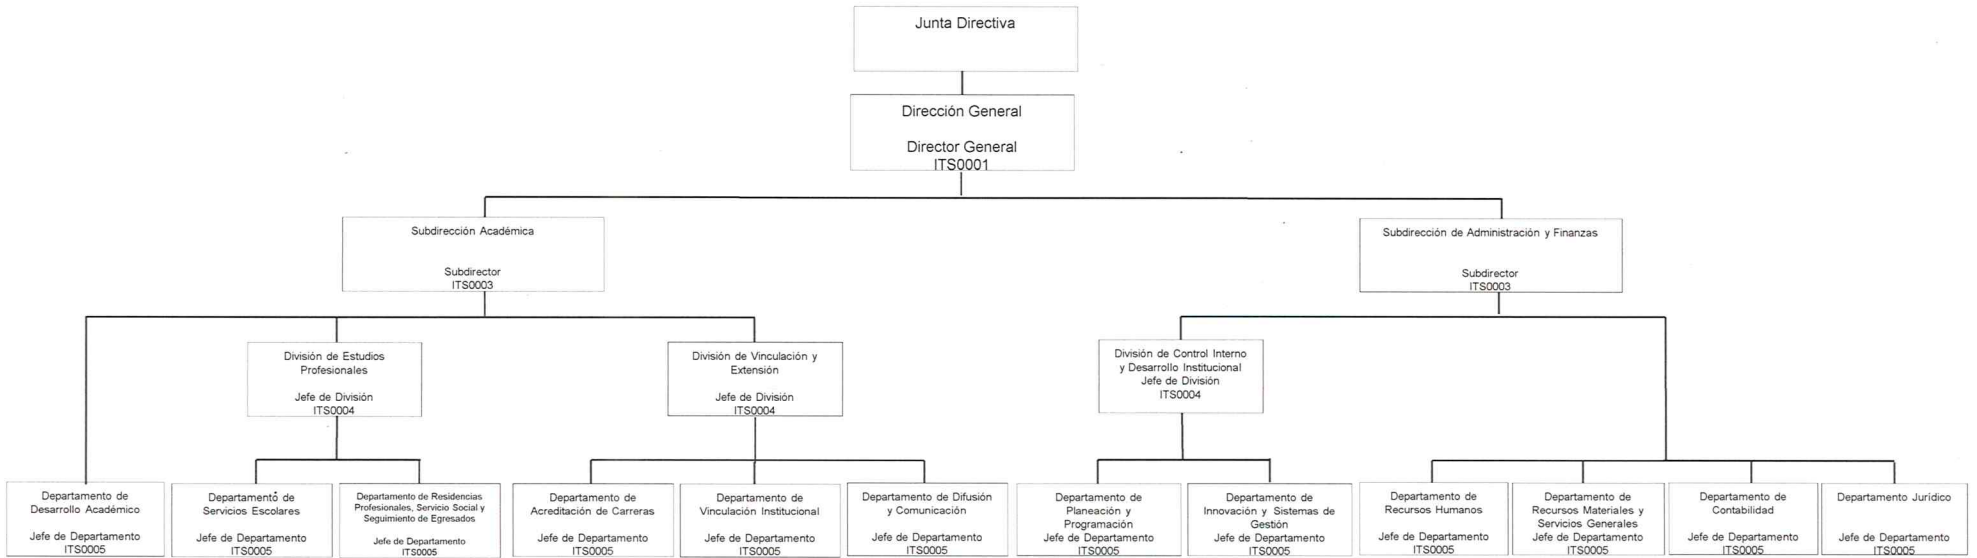 Junta Directiva
Dirección General
Director General
ITS0001
Subdirección Académica
Subdirector
ITS0003
Subdirección de Administración y Finanzas
Subdirector
ITS0003
División de Estudios
Profesionales
Jefe de División
ITS0004
División de Vinculación y
Extensión
Jefe de División
ITS0004
División de Control Interno
y Desarrollo Institucional
Jefe de División
ITS0004
Departamento de
Desarrollo Académico
Jefe de Departamento
ITS0005
Departamento de
Servicios Escolares
Jefe de Departamento
ITS0005
Departamento de Residencias
Profesionales, Servicio Social y
Seguimiento de Egresados
Jefe de Departamento
ITS0005
Departamento de
Acreditación de Carreras
Jefe de Departamento
ITS0005
Departamento de
Vinculación Institucional
Jefe de Departamento
ITS0005
Departamento de Difusión
y Comunicación
Jefe de Departamento
ITS0005
Departamento de
Planeación y
Programación
Jefe de Departamento
ITS0005
Departamento de
Innovación y Sistemas de
Gestión
Jefe de Departamento
ITS0005
Departamento de
Recursos Humanos
Jefe de Departamento
ITS0005
Departamento de
Recursos Materiales y
Servicios Generales
Jefe de Departamento
ITS0005
Departamento de
Contabilidad
Jefe de Departamento
ITS0005
Departamento Jurídico
Jefe de Departamento
ITS0005